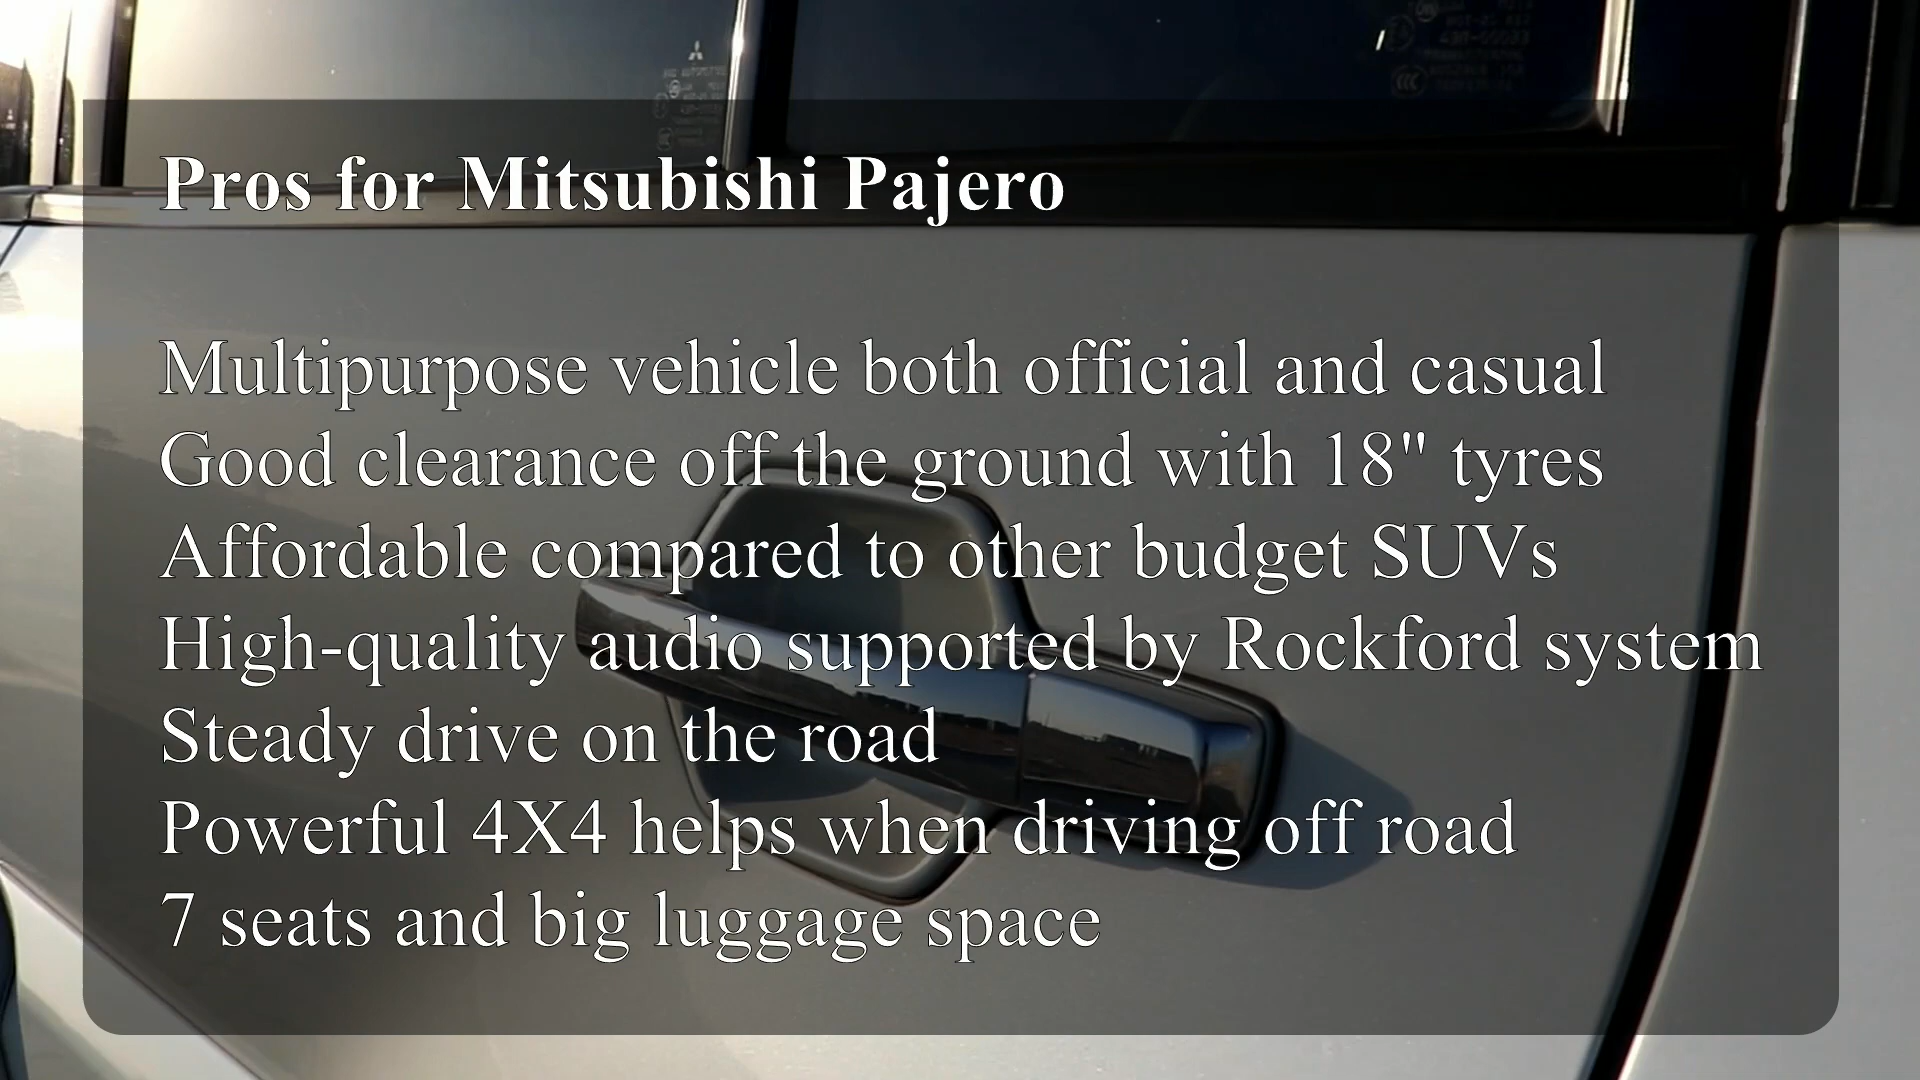 Pros for Mitsubishi Pajero
Multipurpose vehicle both official and casual
Good clearance off the ground with 18" tyres
Affordable compared to other budget SUVs
High-quality audio supported by Rockford system
Steady drive on the road
Powerful 4X4 helps when driving off road
7 seats and big luggage space